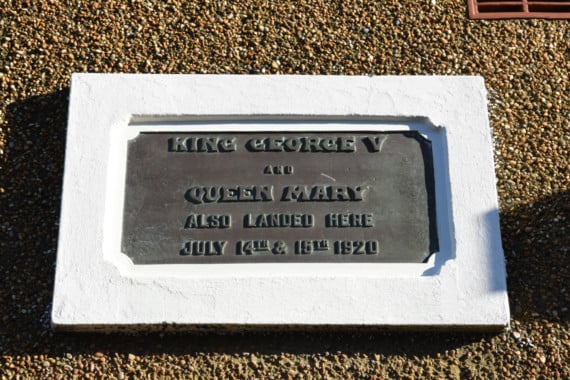 KING GEORGE V
AND
QUEEN MARY
ALSO LANDED HERE
JULY 14TH & 15TH 1920